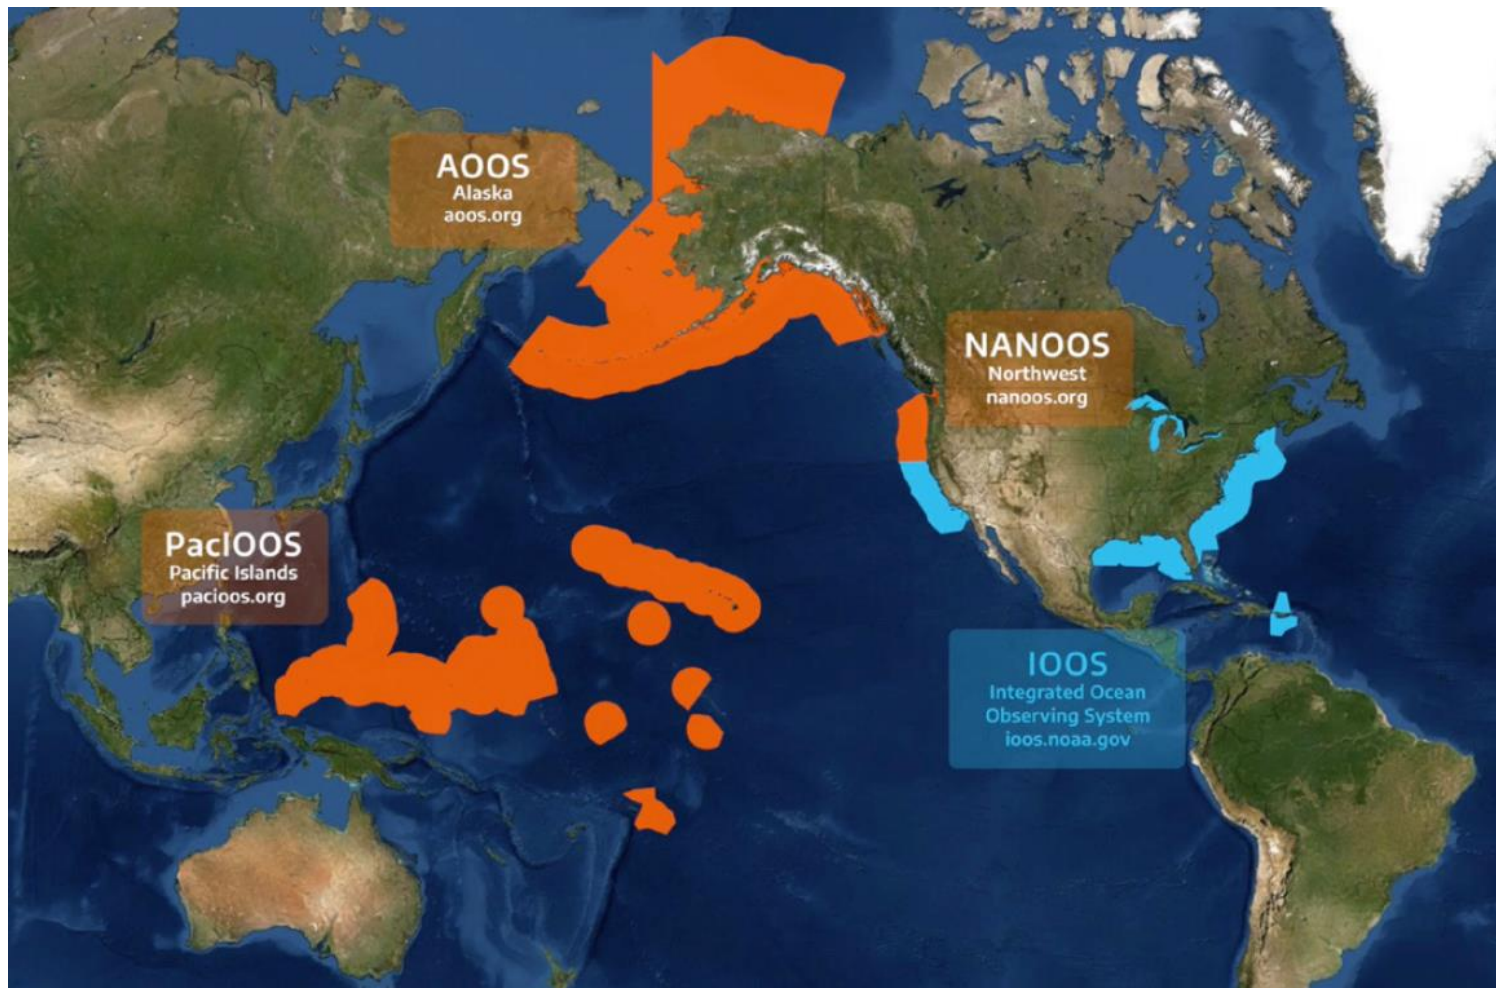 AOOS
Alaska
aoos.org
NANOOS
Northwest
nanoos.org
PacIOOS
Pacific Islands
pacioos.org
IOOS
Integrated Ocean
Observing System
ioos.noaa.gov